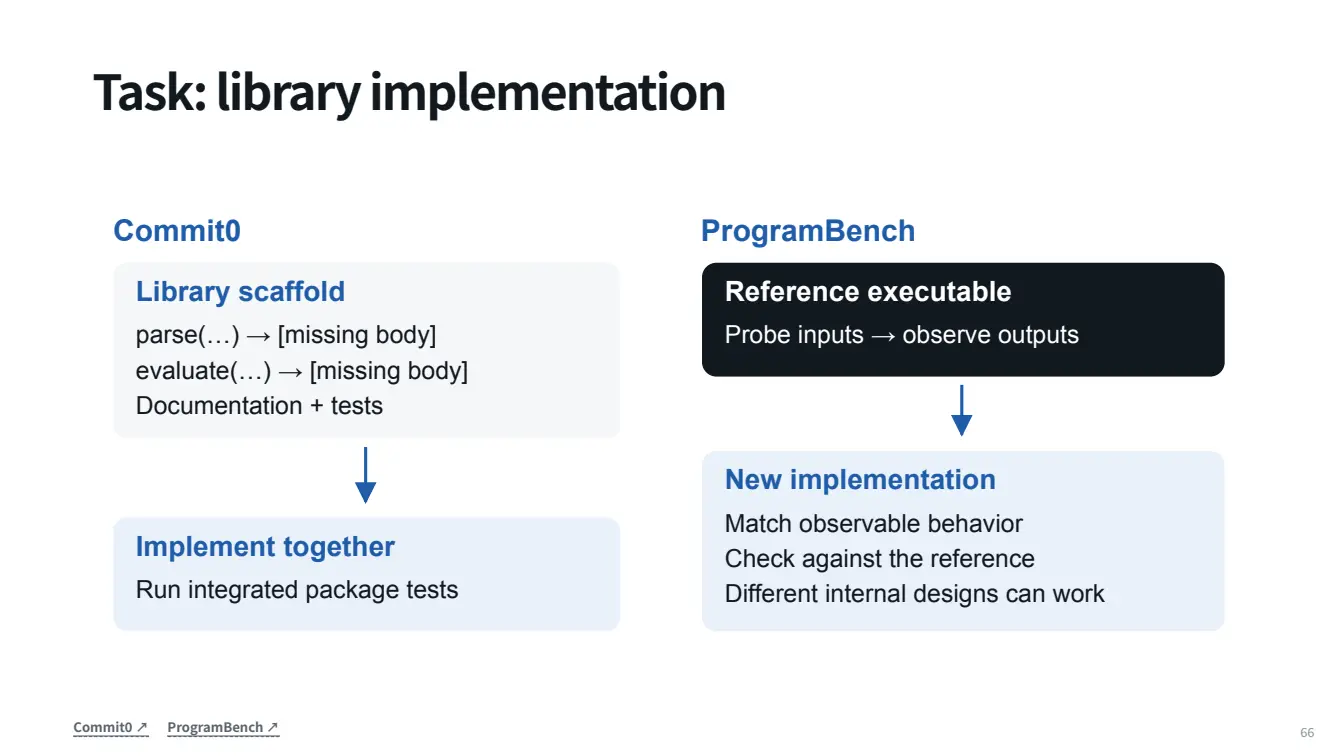 Task: library implementation
Commit0
Library scaffold
parse(…) → [missing body]
evaluate(…) → [missing body]
Documentation + tests
Implement together
Run integrated package tests
ProgramBench
Reference executable
Probe inputs → observe outputs
New implementation
Match observable behavior
Check against the reference
Different internal designs can work
Commit0 ↗ ProgramBench ↗
66